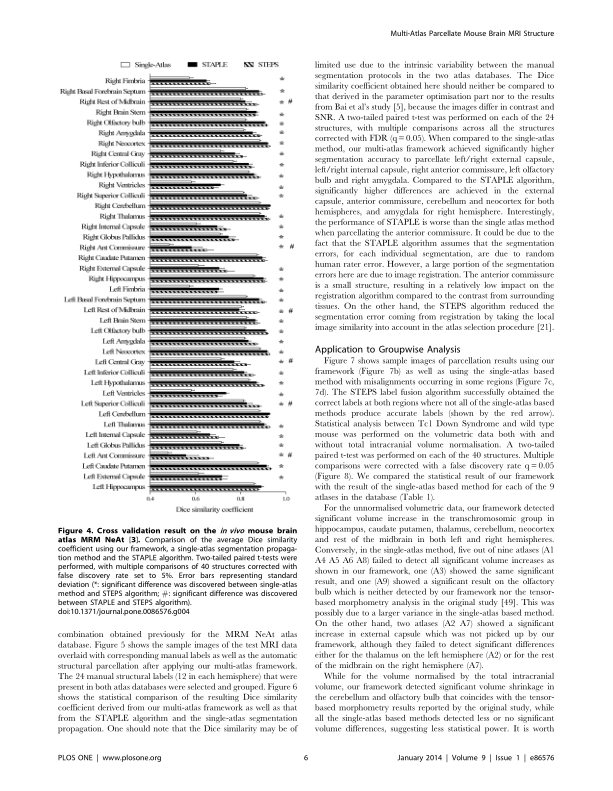 Multi-Atlas Parcellate Mouse Brain MRI Structure
Single-Atlas STAPLE STEPS
Right Fimbria *
Right Basal Forebrain Septum *
Right Rest of Midbrain * #
Right Brain Stem *
Right Olfactory bulb *
Right Amygdala *
Right Neocortex *
Right Central Gray *
Right Inferior Colliculi *
Right Hypothalamus *
Right Ventricles *
Right Superior Colliculi *
Right Cerebellum
Right Thalamus *
Right Internal Capsule *
Right Globus Pallidus *
Right Ant Commissure * #
Right Caudate Putamen
Right External Capsule *
Right Hippocampus *
Left Fimbria *
Left Basal Forebrain Septum *
Left Rest of Midbrain * #
Left Brain Stem *
Left Olfactory bulb *
Left Amygdala *
Left Neocortex *
Left Central Gray * #
Left Inferior Colliculi *
Left Hypothalamus *
Left Ventricles *
Left Superior Colliculi * #
Left Cerebellum
Left Thalamus *
Left Internal Capsule *
Left Globus Pallidus *
Left Ant Commissure * #
Left Caudate Putamen *
Left External Capsule *
Left Hippocampus
0.4 0.6 0.8 1.0
Dice similarity coefficient
Figure 4. Cross validation result on the in vivo mouse brain
atlas MRM NeAt [3]. Comparison of the average Dice similarity
coefficient using our framework, a single-atlas segmentation propaga-
tion method and the STAPLE algorithm. Two-tailed paired t-tests were
performed, with multiple comparisons of 40 structures corrected with
false discovery rate set to 5%. Error bars representing standard
deviation (*: significant difference was discovered between single-atlas
method and STEPS algorithm; #: significant difference was discovered
between STAPLE and STEPS algorithm).
doi:10.1371/journal.pone.0086576.g004
combination obtained previously for the MRM NeAt atlas
database. Figure 5 shows the sample images of the test MRI data
overlaid with corresponding manual labels as well as the automatic
structural parcellation after applying our multi-atlas framework.
The 24 manual structural labels (12 in each hemisphere) that were
present in both atlas databases were selected and grouped. Figure 6
shows the statistical comparison of the resulting Dice similarity
coefficient derived from our multi-atlas framework as well as that
from the STAPLE algorithm and the single-atlas segmentation
propagation. One should note that the Dice similarity may be of
limited use due to the intrinsic variability between the manual
segmentation protocols in the two atlas databases. The Dice
similarity coefficient obtained here should neither be compared to
that derived in the parameter optimisation part nor to the results
from Bai et al's study [5], because the images differ in contrast and
SNR. A two-tailed paired t-test was performed on each of the 24
structures, with multiple comparisons across all the structures
corrected with FDR (q = 0.05). When compared to the single-atlas
method, our multi-atlas framework achieved significantly higher
segmentation accuracy to parcellate left/right external capsule,
left/right internal capsule, right anterior commissure, left olfactory
bulb and right amygdala. Compared to the STAPLE algorithm,
significantly higher differences are achieved in the external
capsule, anterior commissure, cerebellum and neocortex for both
hemispheres, and amygdala for right hemisphere. Interestingly,
the performance of STAPLE is worse than the single atlas method
when parcellating the anterior commissure. It could be due to the
fact that the STAPLE algorithm assumes that the segmentation
errors, for each individual segmentation, are due to random
human rater error. However, a large portion of the segmentation
errors here are due to image registration. The anterior commissure
is a small structure, resulting in a relatively low impact on the
registration algorithm compared to the contrast from surrounding
tissues. On the other hand, the STEPS algorithm reduced the
segmentation error coming from registration by taking the local
image similarity into account in the atlas selection procedure [21].
Application to Groupwise Analysis
Figure 7 shows sample images of parcellation results using our
framework (Figure 7b) as well as using the single-atlas based
method with misalignments occurring in some regions (Figure 7c,
7d). The STEPS label fusion algorithm successfully obtained the
correct labels at both regions where not all of the single-atlas based
methods produce accurate labels (shown by the red arrow).
Statistical analysis between Tc1 Down Syndrome and wild type
mouse was performed on the volumetric data both with and
without total intracranial volume normalisation. A two-tailed
paired t-test was performed on each of the 40 structures. Multiple
comparisons were corrected with a false discovery rate q = 0.05
(Figure 8). We compared the statistical result of our framework
with the result of the single-atlas based method for each of the 9
atlases in the database (Table 1).
For the unnormalised volumetric data, our framework detected
significant volume increase in the transchromosomic group in
hippocampus, caudate putamen, thalamus, cerebellum, neocortex
and rest of the midbrain in both left and right hemispheres.
Conversely, in the single-atlas method, five out of nine atlases (A1
A4 A5 A6 A8) failed to detect all significant volume increases as
shown in our framework, one (A3) showed the same significant
result, and one (A9) showed a significant result on the olfactory
bulb which is neither detected by our framework nor the tensor-
based morphometry analysis in the original study [49]. This was
possibly due to a larger variance in the single-atlas based method.
On the other hand, two atlases (A2 A7) showed a significant
increase in external capsule which was not picked up by our
framework, although they failed to detect significant differences
either for the thalamus on the left hemisphere (A2) or for the rest
of the midbrain on the right hemisphere (A7).
While for the volume normalised by the total intracranial
volume, our framework detected significant volume shrinkage in
the cerebellum and olfactory bulb that coincides with the tensor-
based morphometry results reported by the original study, while
all the single-atlas based methods detected less or no significant
volume differences, suggesting less statistical power. It is worth
PLOS ONE | www.plosone.org 6 January 2014 | Volume 9 | Issue 1 | e86576